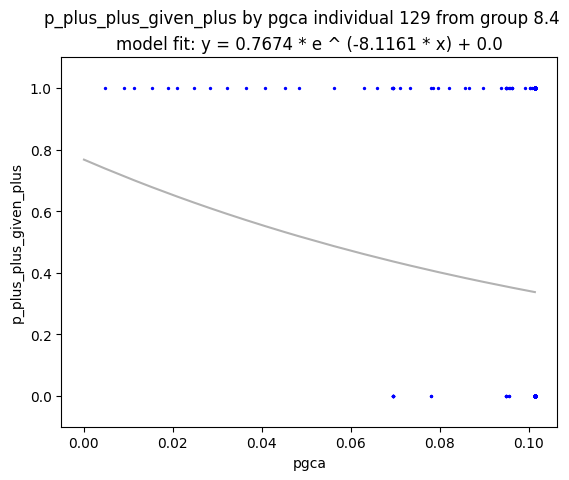 p_plus_plus_given_plus by pgca individual 129 from group 8.4
model fit: y = 0.7674 * e ^ (-8.1161 * x) + 0.0
1.0
0.8
0.6
0.4
0.2
0.0
p_plus_plus_given_plus
0.00 0.02 0.04 0.06 0.08 0.10
pgca